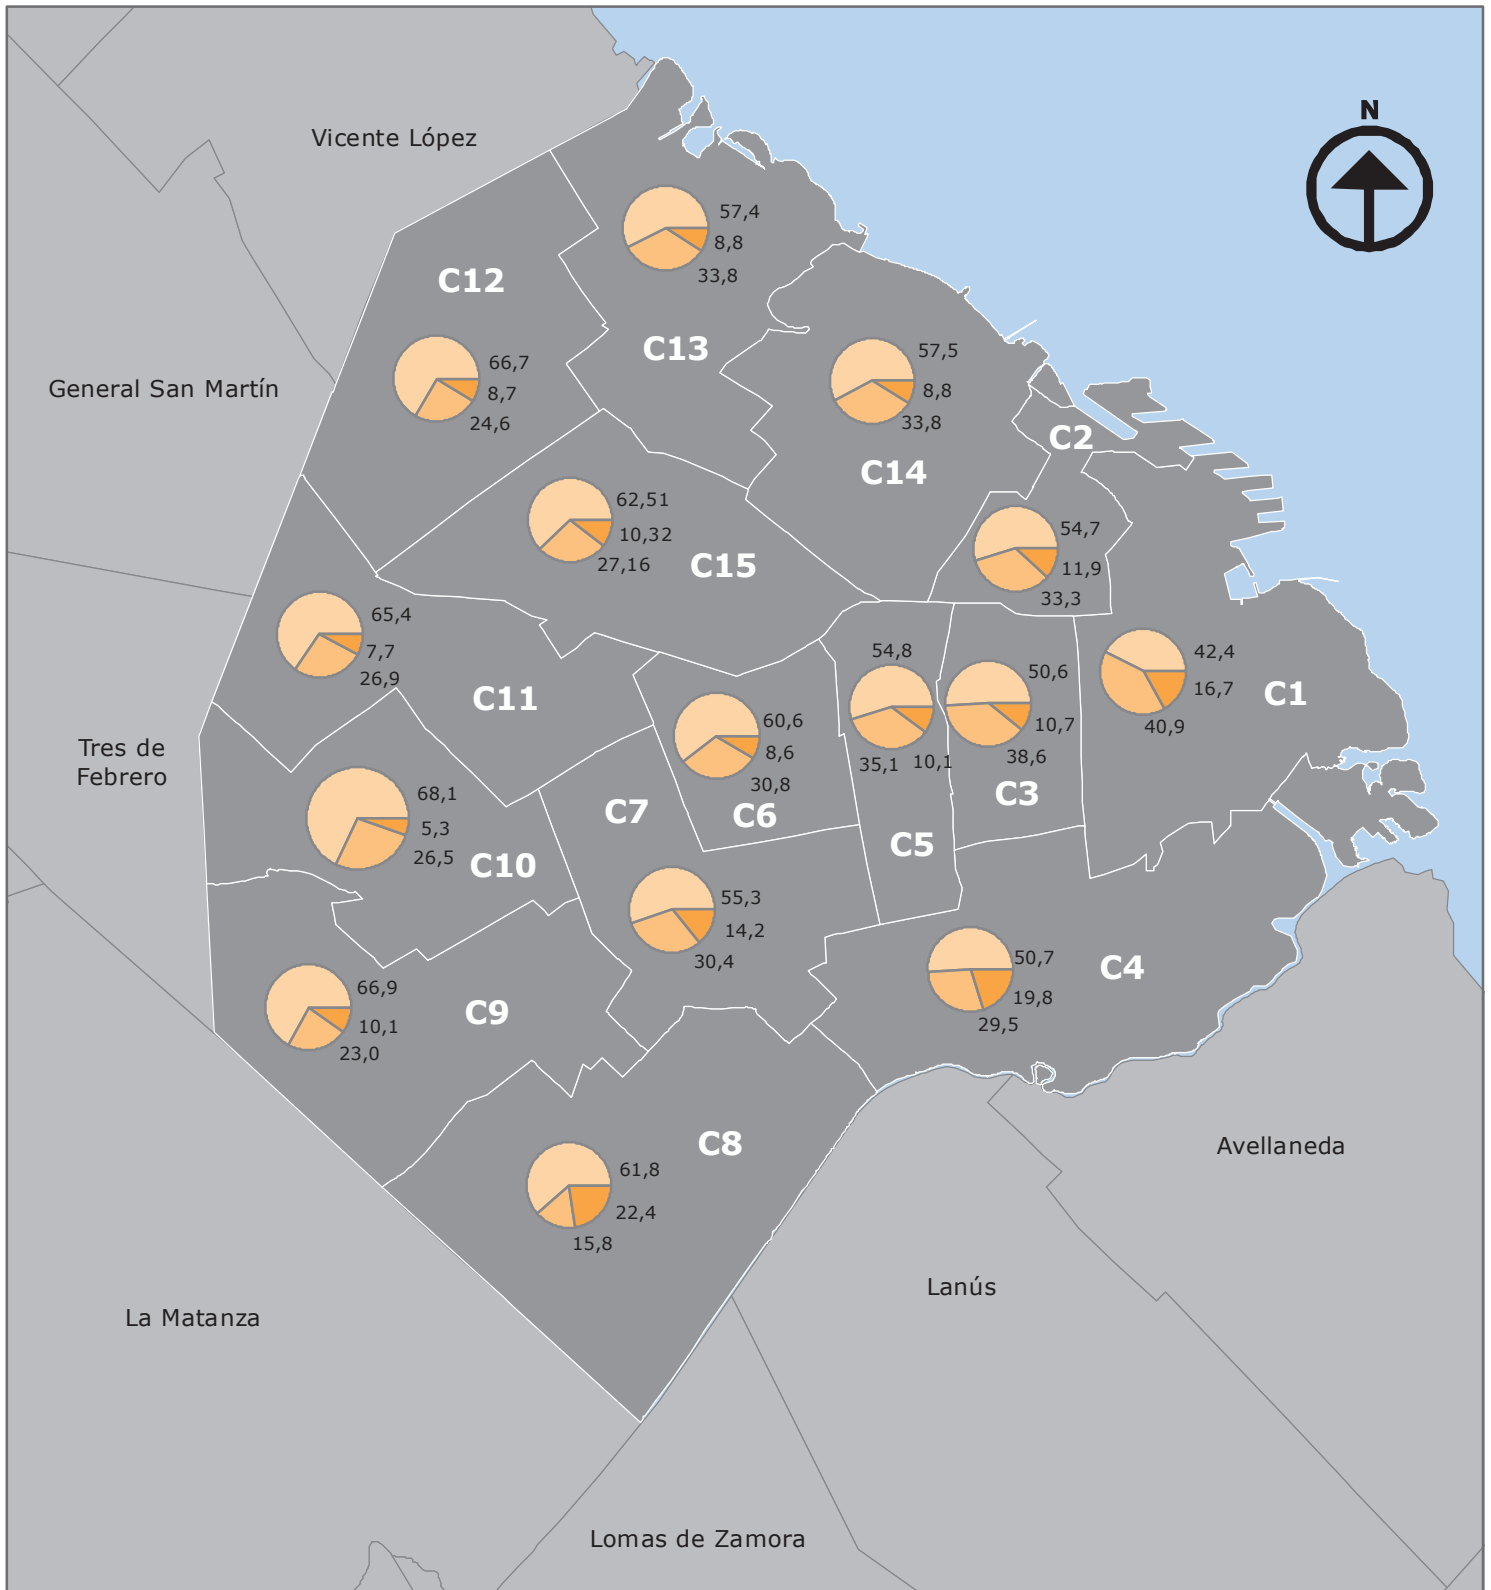 N
Vicente López
57,4
8,8
33,8
C12
C13
57,5
8,8
33,8
66,7
8,7
24,6
General San Martín
C2
C14
62,51
10,32
27,16
C15
54,7
11,9
33,3
65,4
7,7
26,9
C11
54,8
35,1
10,1
50,6
10,7
38,6
42,4
16,7
40,9
C1
60,6
8,6
30,8
Tres de
Febrero
68,1
5,3
26,5
C10
C7
C6
C3
C5
55,3
14,2
30,4
50,7
19,8
29,5
C4
66,9
10,1
23,0
C9
C8
61,8
22,4
15,8
Avellaneda
Lanús
La Matanza
Lomas de Zamora